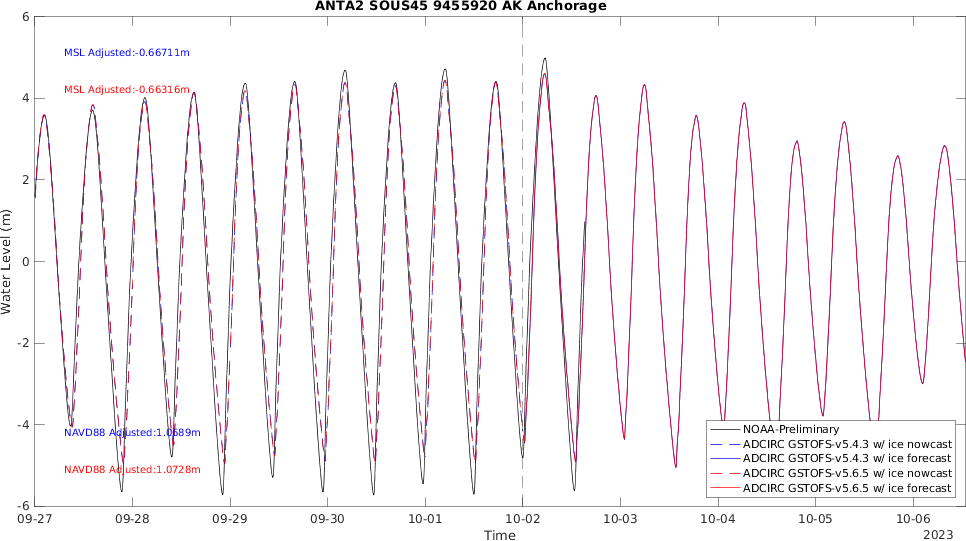 ANTA2 SOUS45 9455920 AK Anchorage
6
MSL Adjusted:-0.66711m
MSL Adjusted:-0.66316m
4
2
0
-2
-4
-6
Water Level (m)
NAVD88 Adjusted:1.0689m
NAVD88 Adjusted:1.0728m
NOAA-Preliminary
ADCIRC GSTOFS-v5.4.3 w/ ice nowcast
ADCIRC GSTOFS-v5.4.3 w/ ice forecast
ADCIRC GSTOFS-v5.6.5 w/ ice nowcast
ADCIRC GSTOFS-v5.6.5 w/ ice forecast
09-27 09-28 09-29 09-30 10-01 10-02 10-03 10-04 10-05 10-06
Time
2023